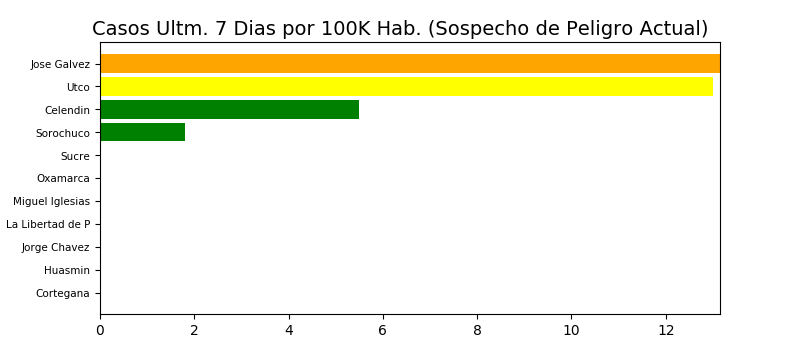 Casos Ultm. 7 Dias por 100K Hab. (Sospecho de Peligro Actual)
Jose Galvez
Utco
Celendin
Sorochuco
Sucre
Oxamarca
Miguel Iglesias
La Libertad de P
Jorge Chavez
Huasmin
Cortegana
0 2 4 6 8 10 12